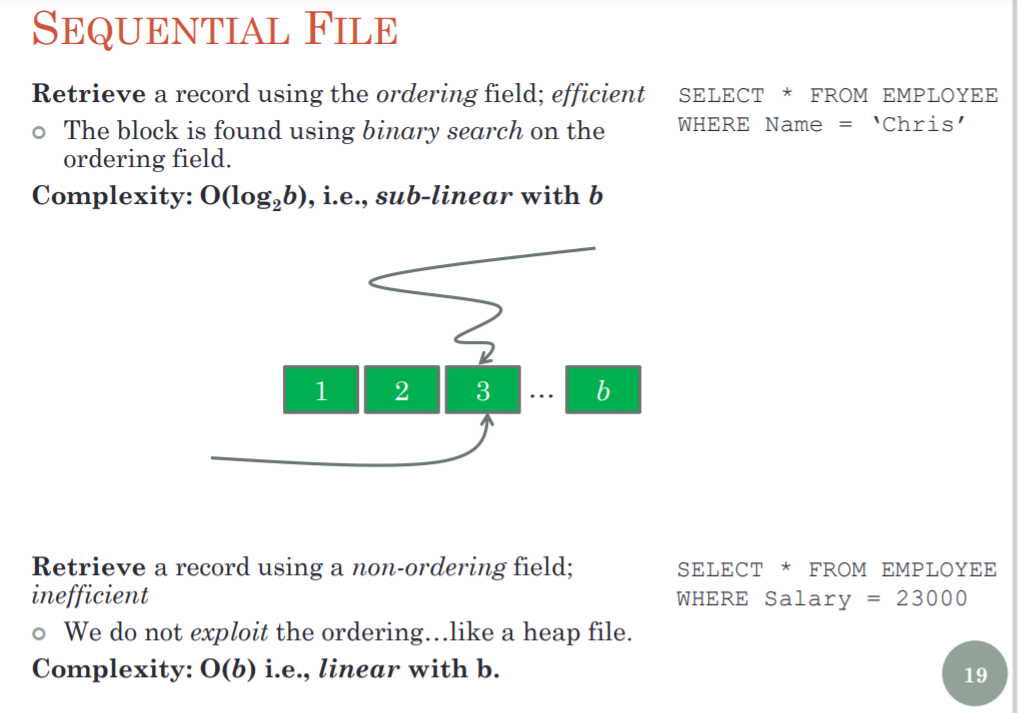 SEQUENTIAL FILE
Retrieve a record using the ordering field; efficient
SELECT * FROM EMPLOYEE
WHERE Name = ‘Chris’
The block is found using binary search on the
ordering field.
Complexity: O(log₂b), i.e., sub-linear with b
1 2 3 ... b
Retrieve a record using a non-ordering field;
inefficient
SELECT * FROM EMPLOYEE
WHERE Salary = 23000
We do not exploit the ordering…like a heap file.
Complexity: O(b) i.e., linear with b.
19